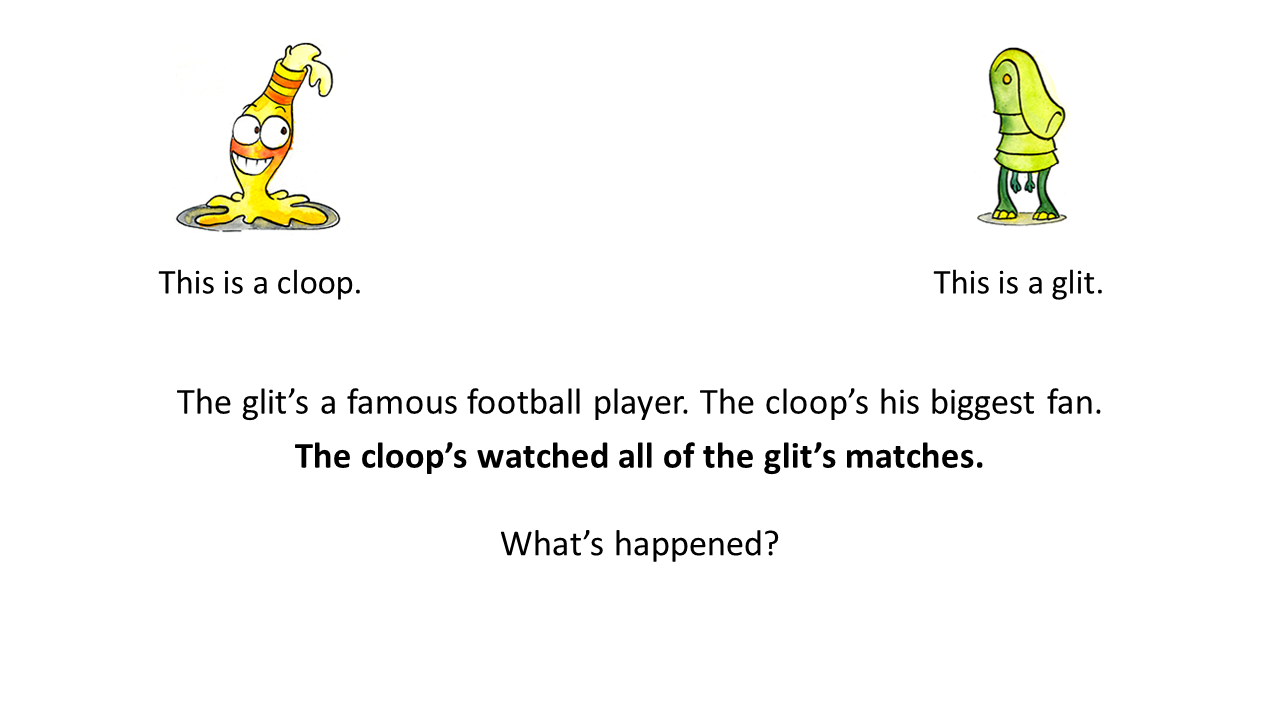 This is a cloop.
This is a glit.
The glit’s a famous football player. The cloop’s his biggest fan.
The cloop’s watched all of the glit’s matches.
What’s happened?